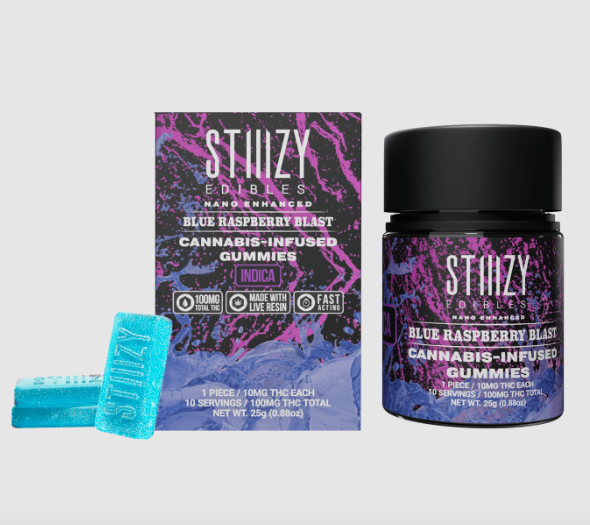 STIIIZY
EDIBLES
NANO ENHANCED
BLUE RASPBERRY BLAST
CANNABIS-INFUSED
GUMMIES
INDICA
100MG
TOTAL THC
MADE WITH
LIVE RESIN
FAST
ACTING
1 PIECE / 10MG THC EACH
10 SERVINGS / 100MG THC TOTAL
NET WT. 25g (0.88oz)
STIIIZY
EDIBLES
NANO ENHANCED
BLUE RASPBERRY BLAST
CANNABIS-INFUSED
GUMMIES
1 PIECE / 10MG THC EACH
10 SERVINGS / 100MG THC TOTAL
NET WT. 25g (0.88oz)
STIIIZY
STIIIZY